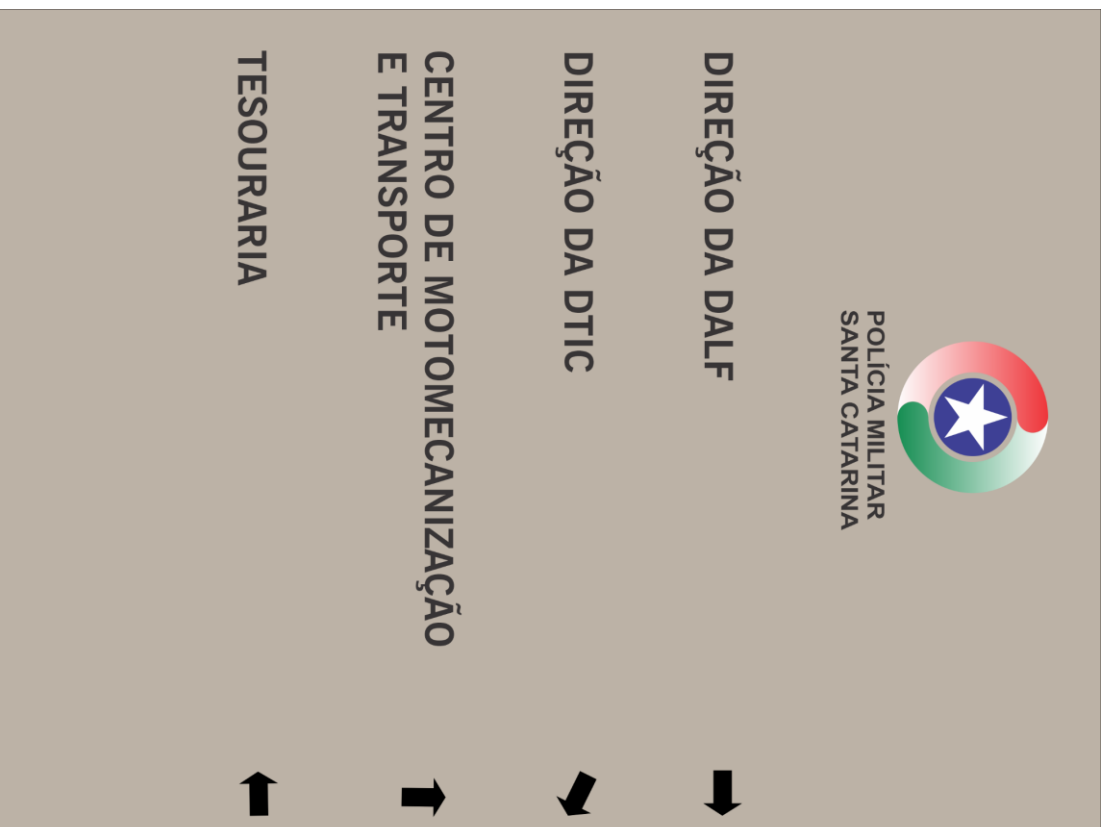 POLÍCIA MILITAR
SANTA CATARINA
DIREÇÃO DA DALF
DIREÇÃO DA DTIC
CENTRO DE MOTOMECANIZAÇÃO
E TRANSPORTE
TESOURARIA